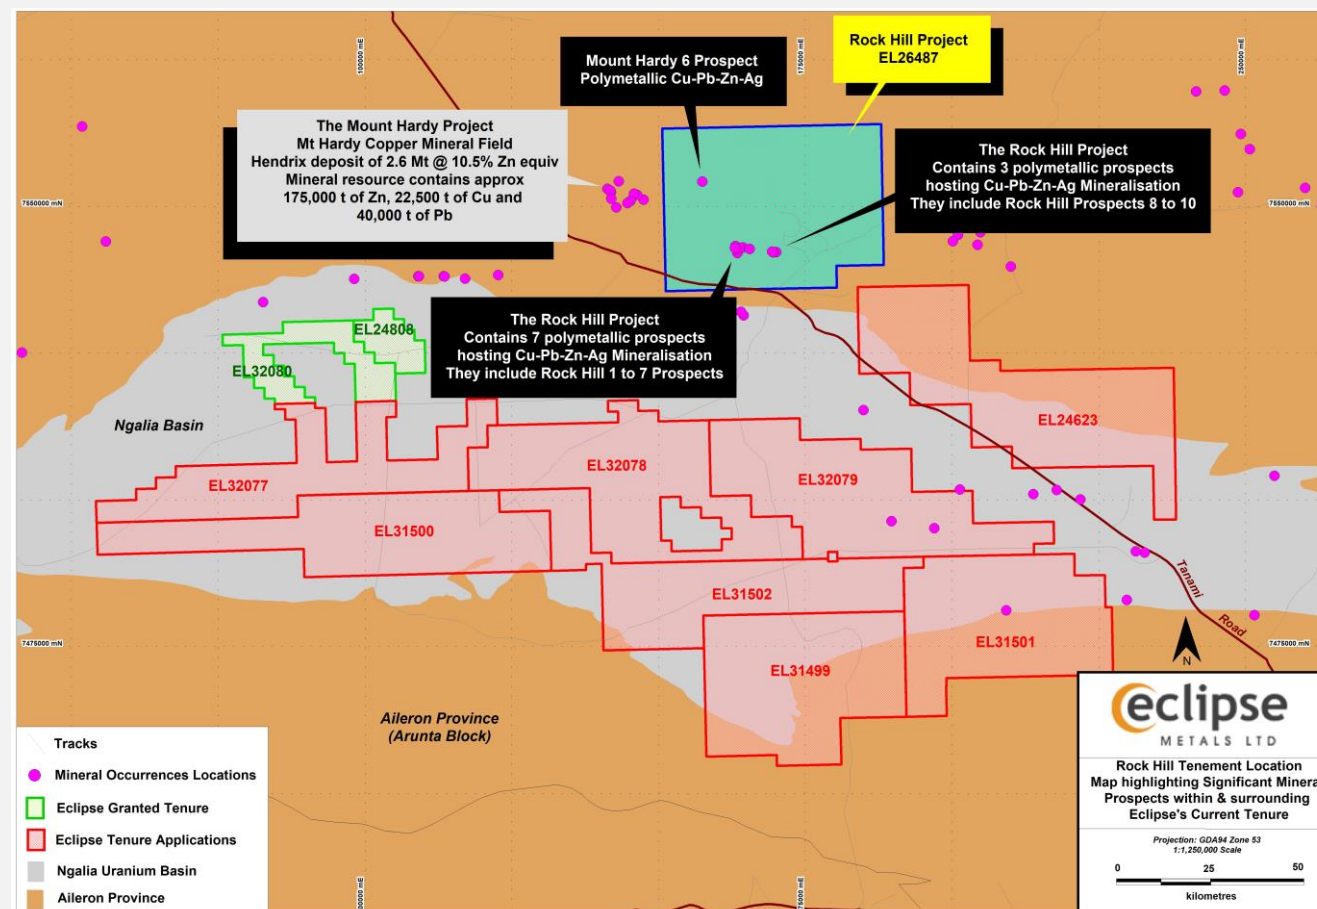 100000 mE
175000 mE
250000 mE
Rock Hill Project
EL26487
Mount Hardy 6 Prospect
Polymetallic Cu-Pb-Zn-Ag
The Mount Hardy Project
Mt Hardy Copper Mineral Field
Hendrix deposit of 2.6 Mt @ 10.5% Zn equiv
Mineral resource contains approx
175,000 t of Zn, 22,500 t of Cu and
40,000 t of Pb
The Rock Hill Project
Contains 3 polymetallic prospects
hosting Cu-Pb-Zn-Ag Mineralisation
They include Rock Hill Prospects 8 to 10
7550000 mN
7550000 mN
The Rock Hill Project
Contains 7 polymetallic prospects
hosting Cu-Pb-Zn-Ag Mineralisation
They include Rock Hill 1 to 7 Prospects
EL24808
EL32080
Ngalia Basin
EL24623
EL32077
EL32078
EL32079
EL31500
EL31502
EL31499
EL31501
Tanami
Road
7475000 mN
7475000 mN
N
Aileron Province
(Arunta Block)
Tracks
Mineral Occurrences Locations
Eclipse Granted Tenure
Eclipse Tenure Applications
Ngalia Uranium Basin
Aileron Province
eclipse
METALS LTD
Rock Hill Tenement Location
Map highlighting Significant Minera
Prospects within & surrounding
Eclipse's Current Tenure
Projection: GDA94 Zone 53
1:1,250,000 Scale
0 25 50
kilometres